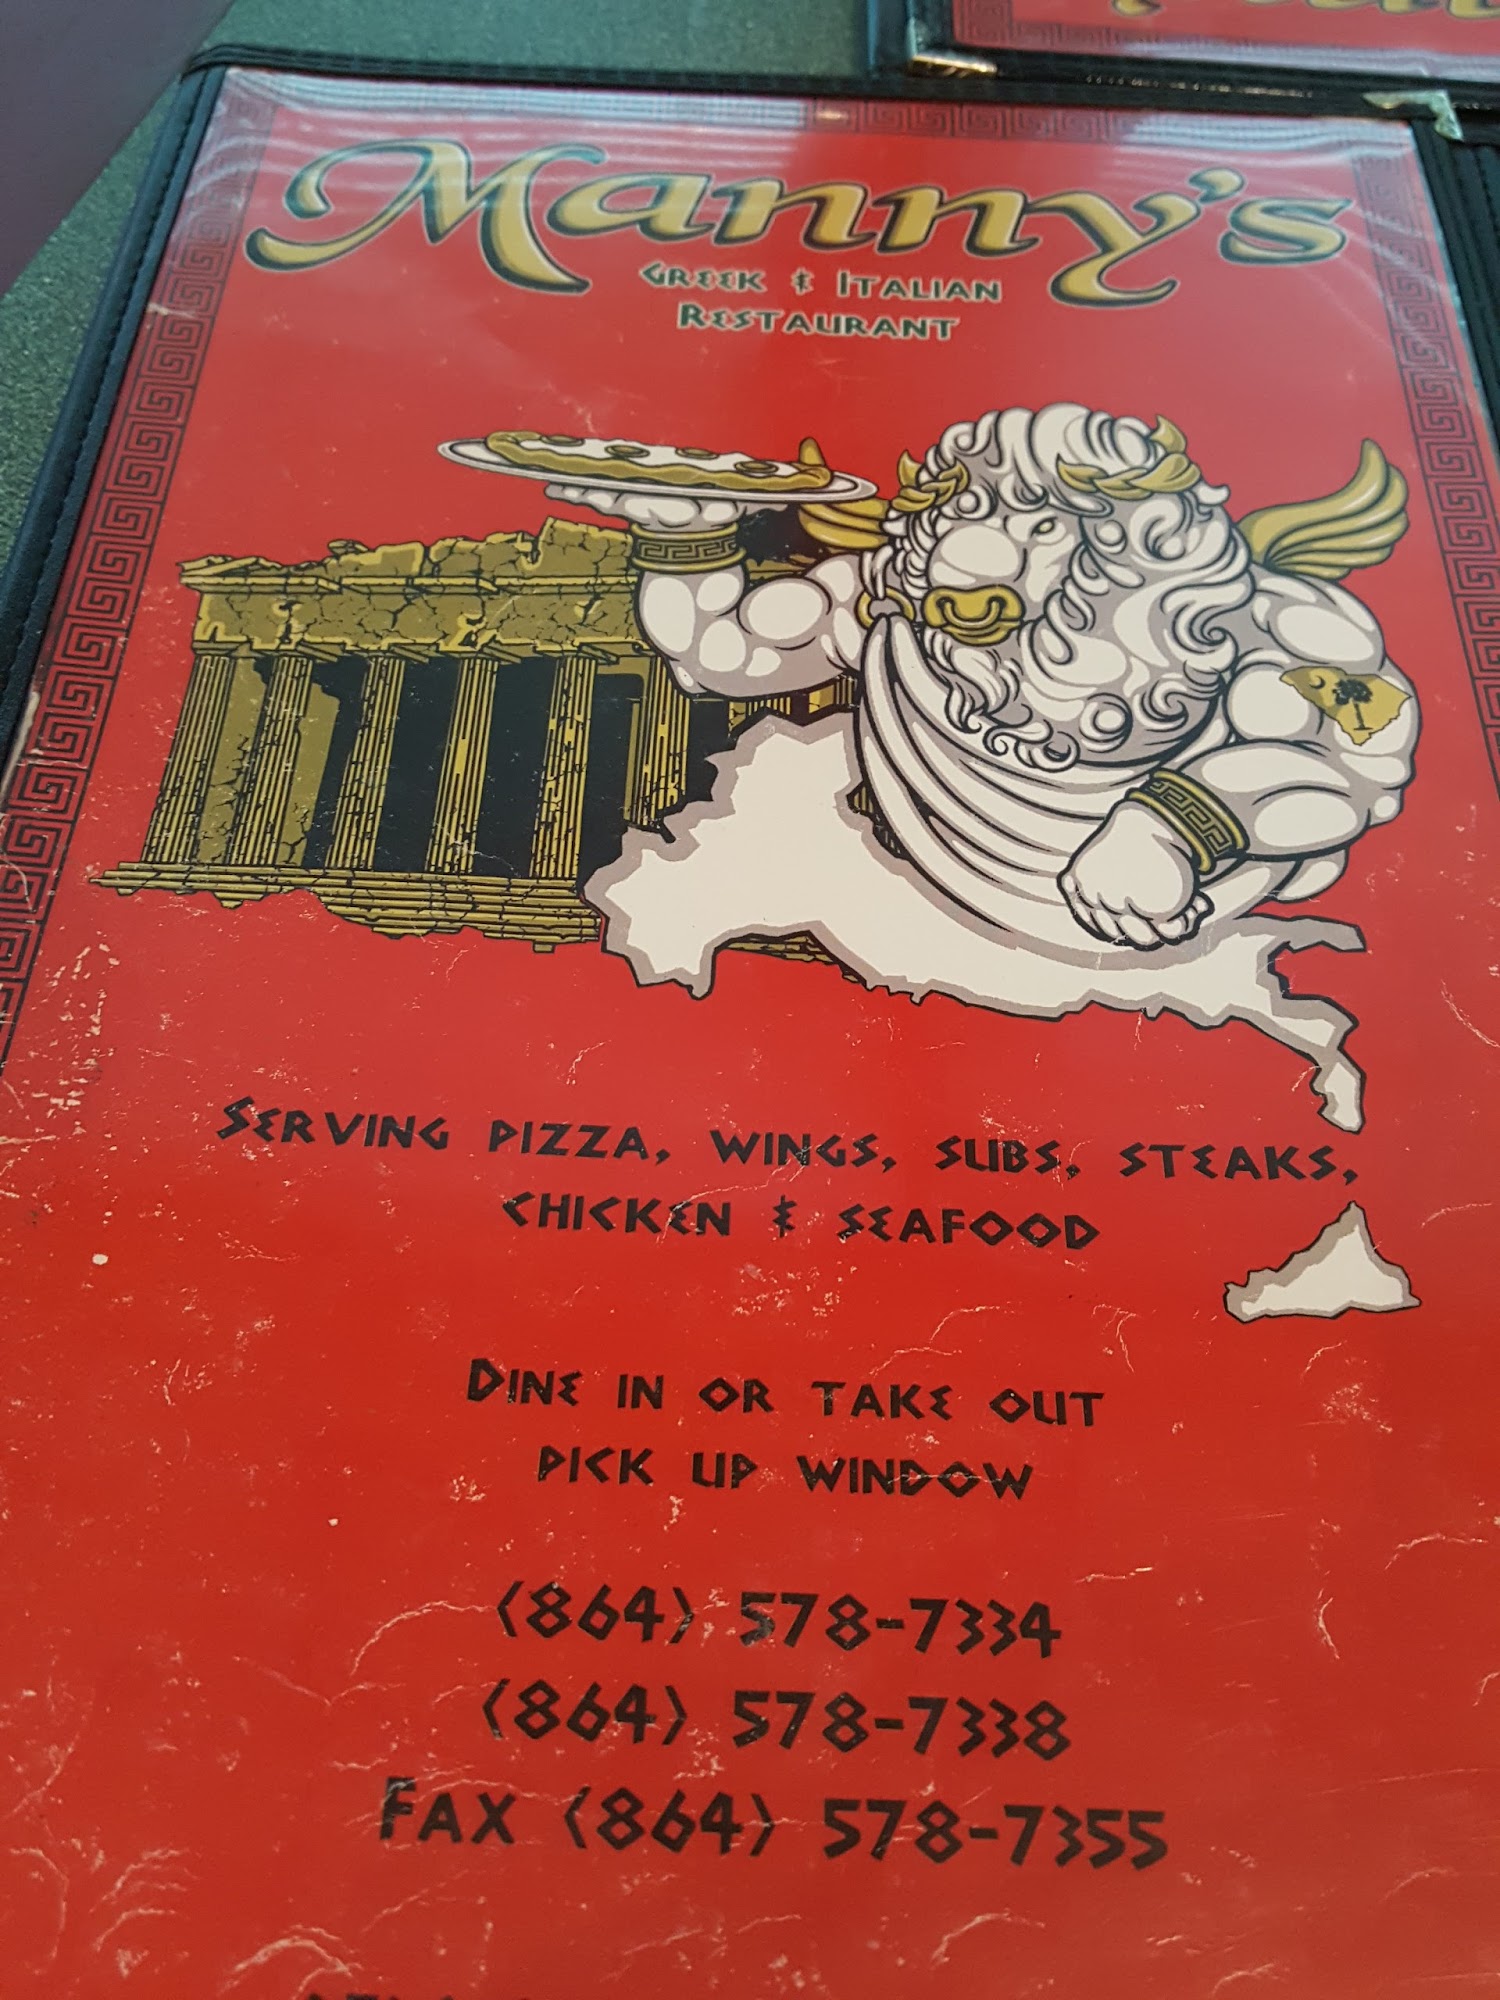 Manny's
GREEK & ITALIAN
RESTAURANT
SERVING PIZZA, WINGS, SUBS, STEAKS,
CHICKEN & SEAFOOD
DINE IN OR TAKE OUT
PICK UP WINDOW
(864) 578-7334
(864) 578-7338
FAX (864) 578-7355